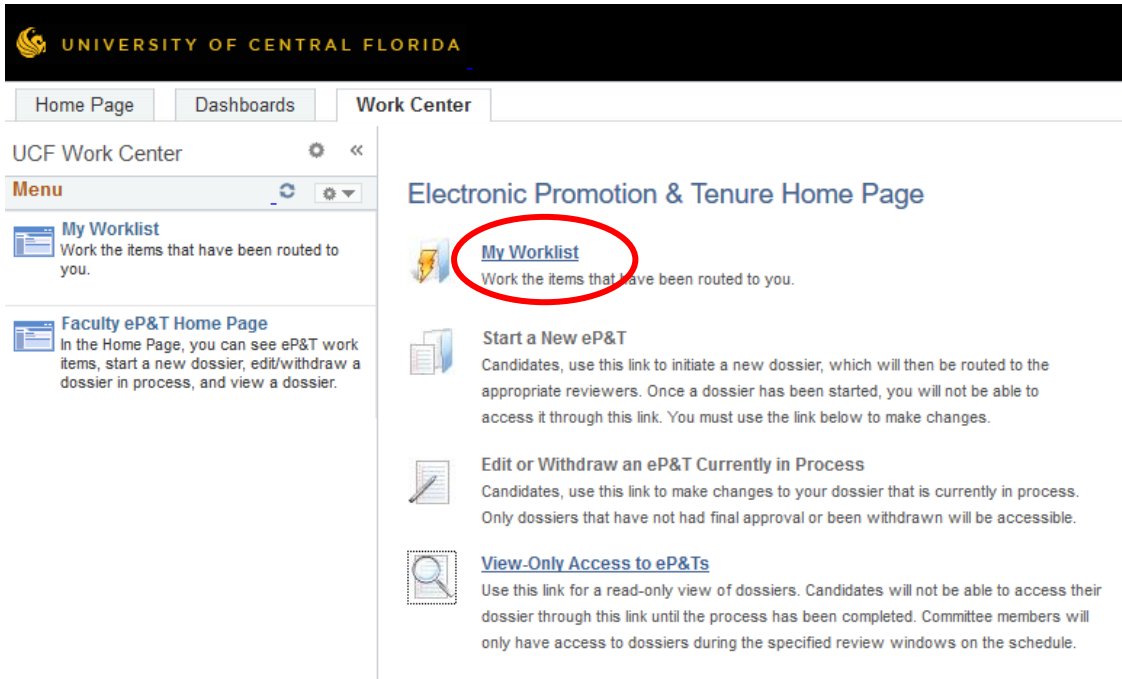 UNIVERSITY OF CENTRAL FLORIDA
Home Page
Dashboards
Work Center
UCF Work Center
Menu
My Worklist
Work the items that have been routed to
you.
Faculty eP&T Home Page
In the Home Page, you can see eP&T work
items, start a new dossier, edit/withdraw a
dossier in process, and view a dossier.
Electronic Promotion & Tenure Home Page
My Worklist
Work the items that have been routed to you.
Start a New eP&T
Candidates, use this link to initiate a new dossier, which will then be routed to the
appropriate reviewers. Once a dossier has been started, you will not be able to
access it through this link. You must use the link below to make changes.
Edit or Withdraw an eP&T Currently in Process
Candidates, use this link to make changes to your dossier that is currently in process.
Only dossiers that have not had final approval or been withdrawn will be accessible.
View-Only Access to eP&Ts
Use this link for a read-only view of dossiers. Candidates will not be able to access their
dossier through this link until the process has been completed. Committee members will
only have access to dossiers during the specified review windows on the schedule.